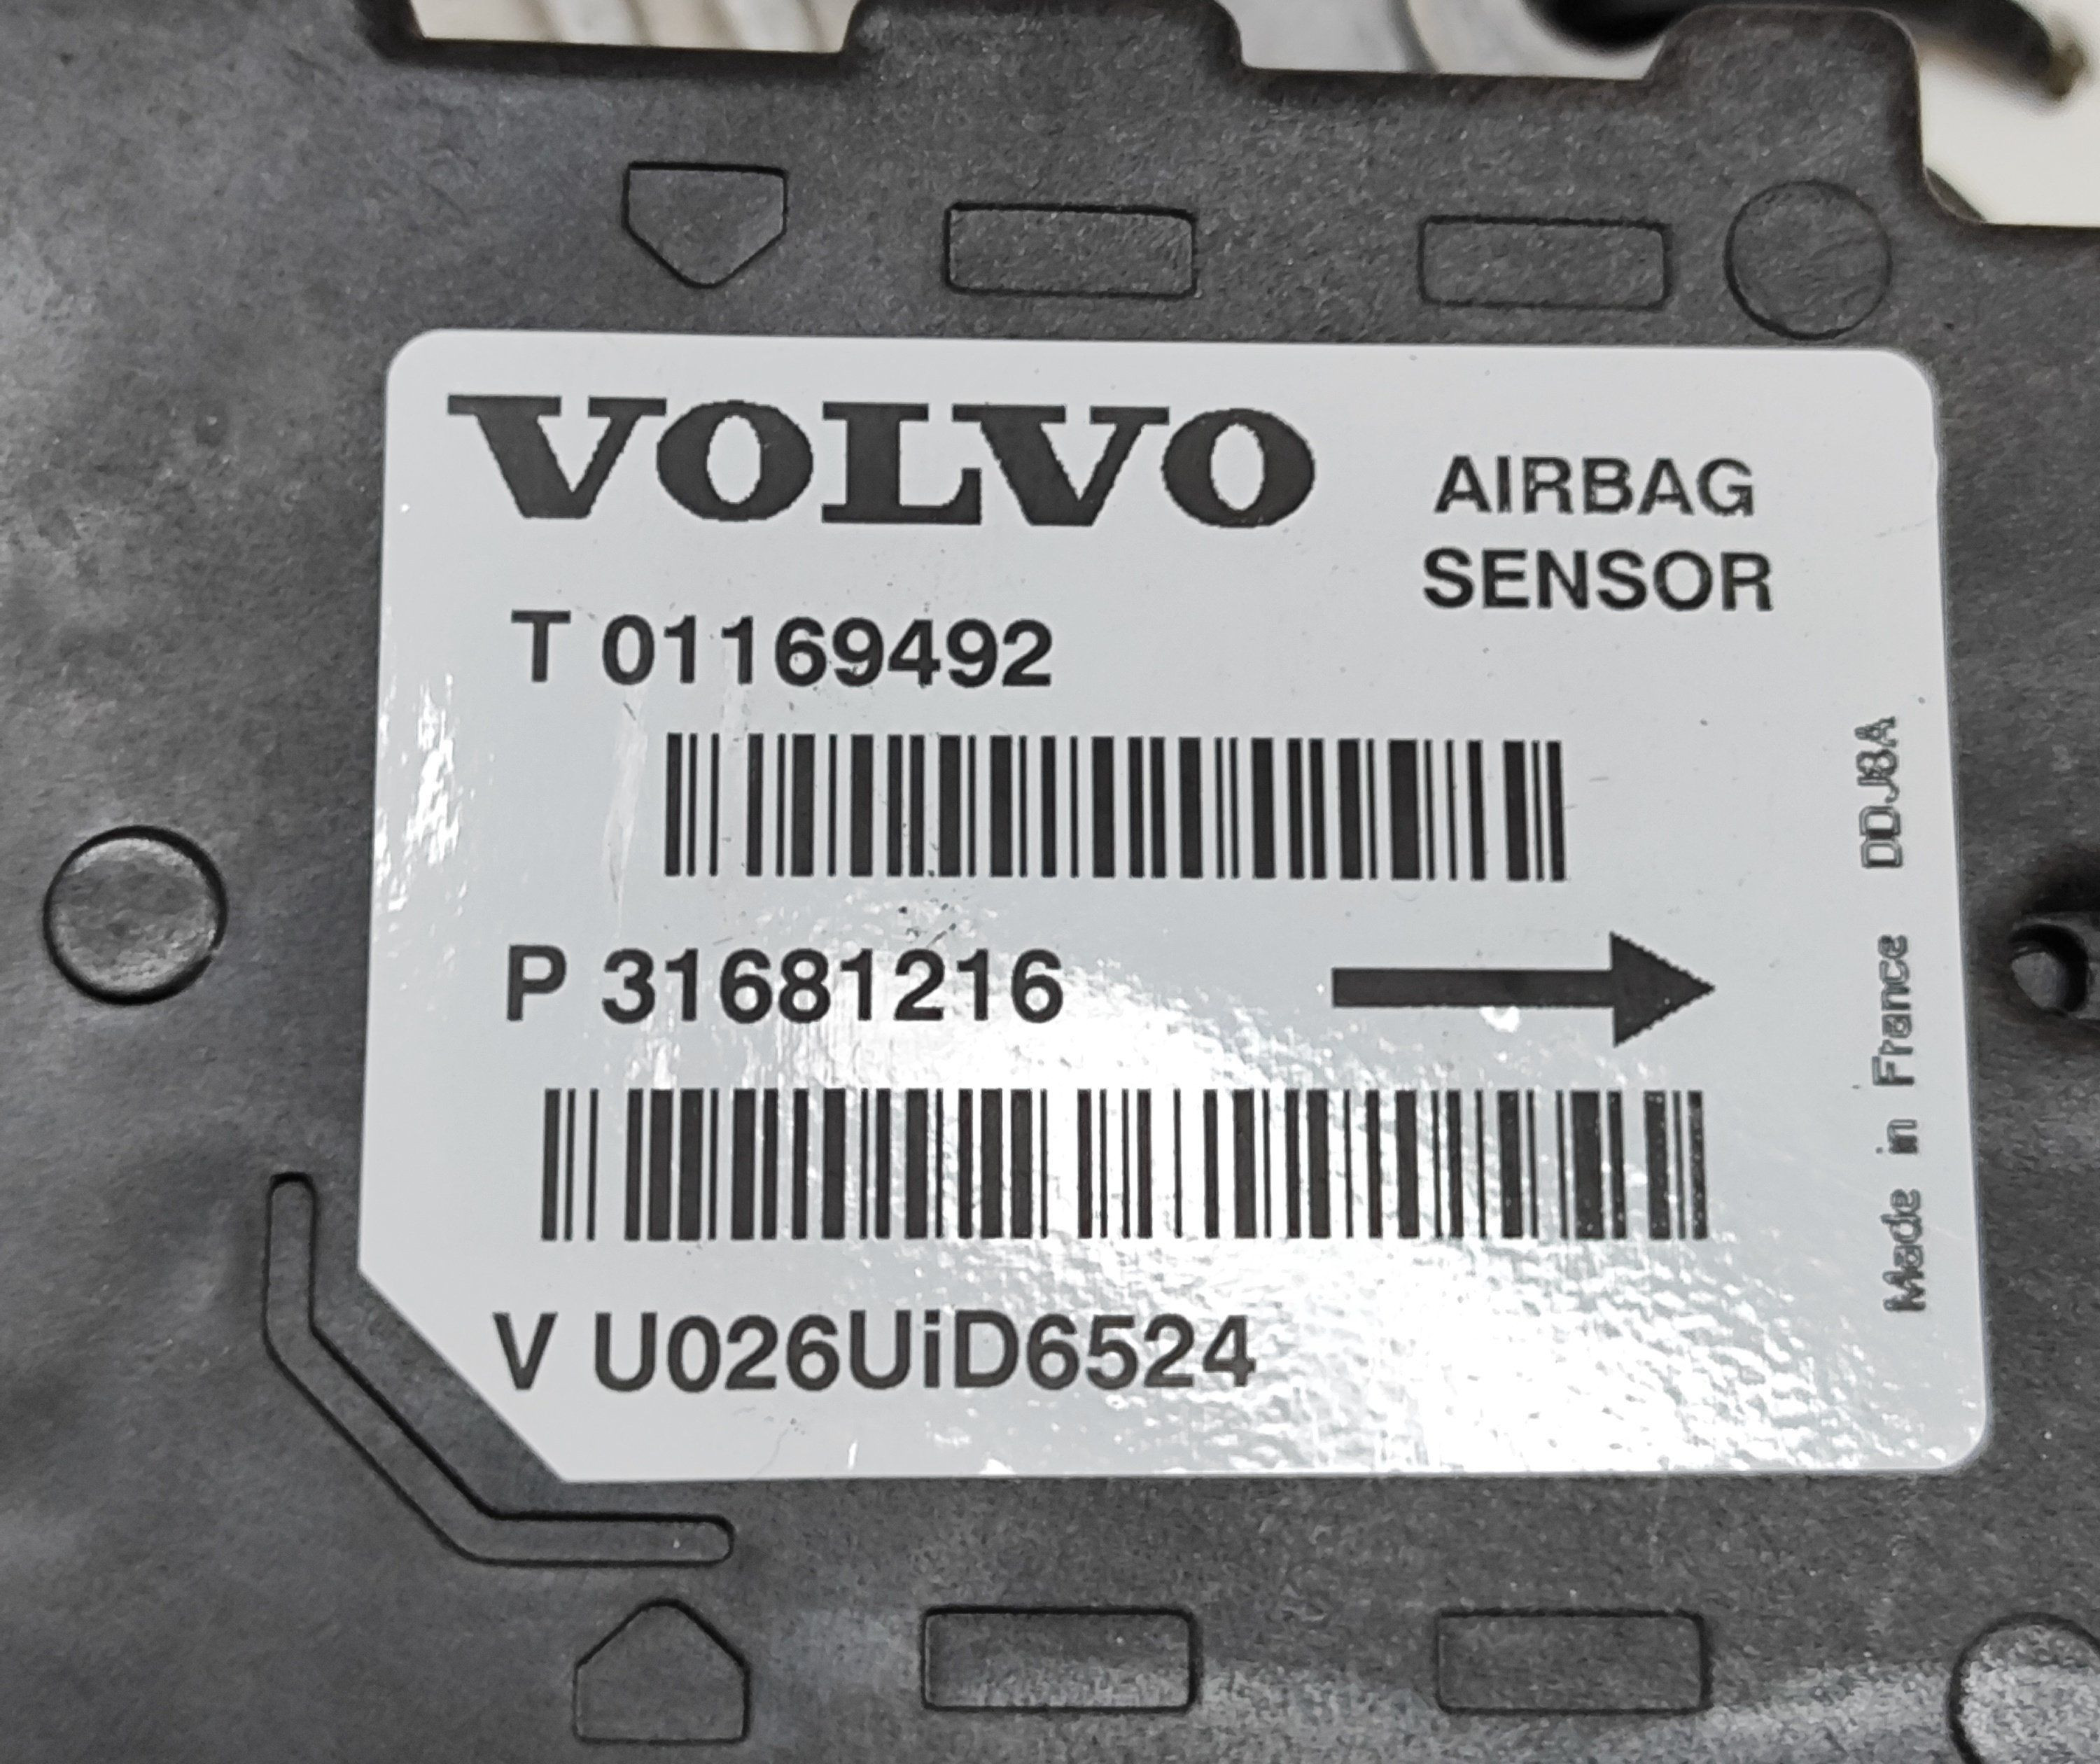 VOLVO
AIRBAG
SENSOR
T 01169492
P 31681216
V U026UiD6524
Made in France DDJ8A